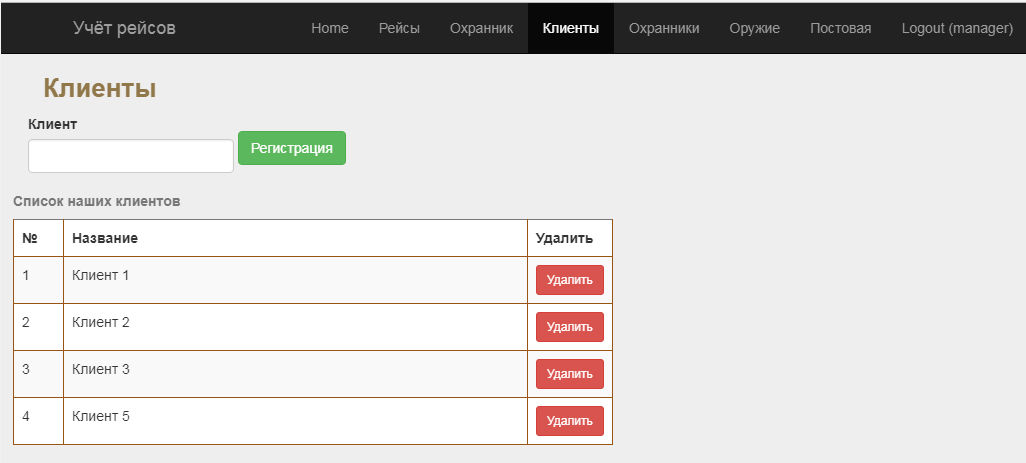 Учёт рейсов Home Рейсы Охранник Клиенты Охранники Оружие Постовая Logout (manager)
Клиенты
Клиент
Регистрация
Список наших клиентов
№ Название Удалить
1 Клиент 1 Удалить
2 Клиент 2 Удалить
3 Клиент 3 Удалить
4 Клиент 5 Удалить